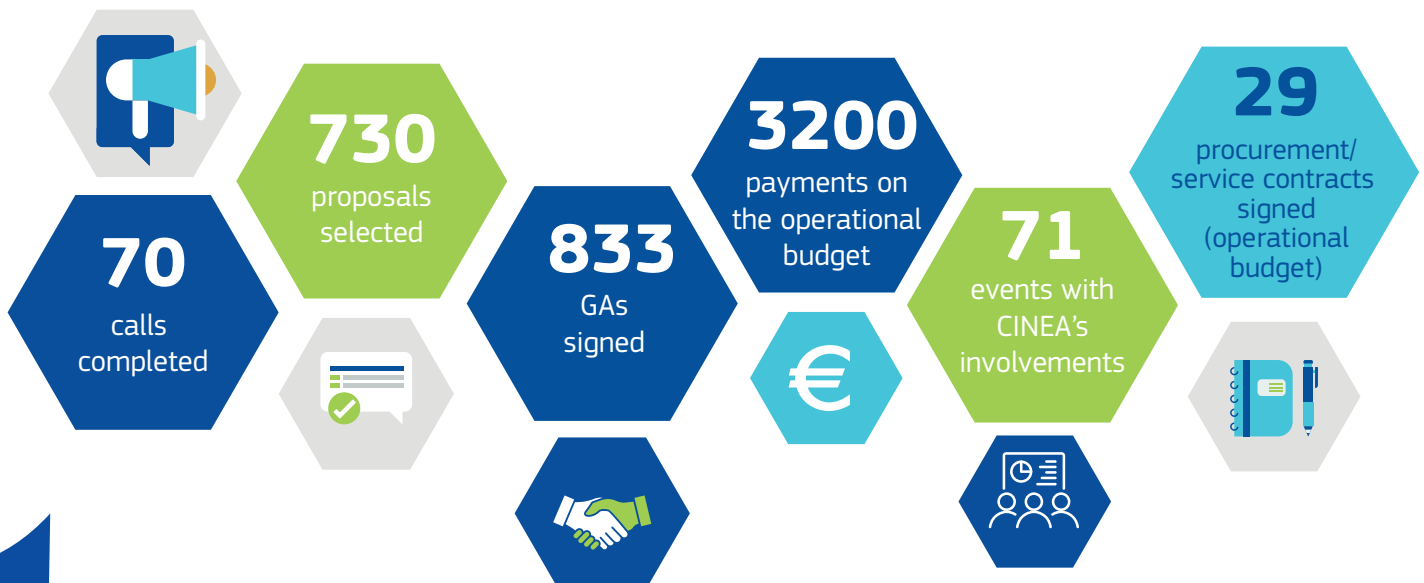 70
calls
completed
730
proposals
selected
833
GAs
signed
3200
payments on
the operational
budget
71
events with
CINEA’s
involvements
29
procurement/
service contracts
signed
(operational
budget)
€